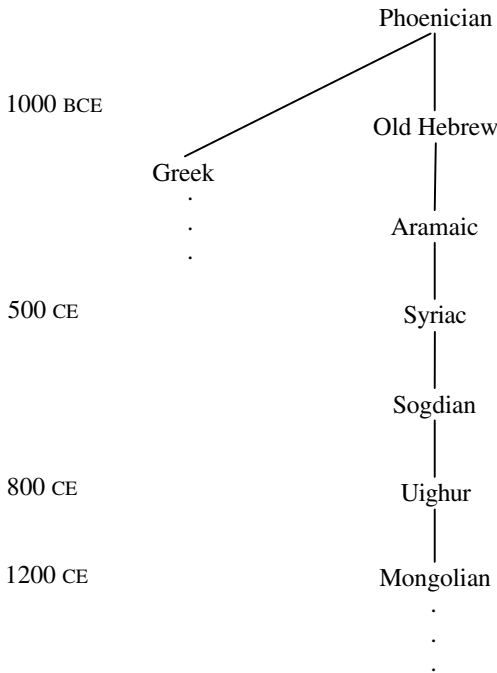 Phoenician
1000 BCE
Old Hebrew
Greek
.
.
.
Aramaic
500 CE
Syriac
Sogdian
800 CE
Uighur
1200 CE
Mongolian
.
.
.